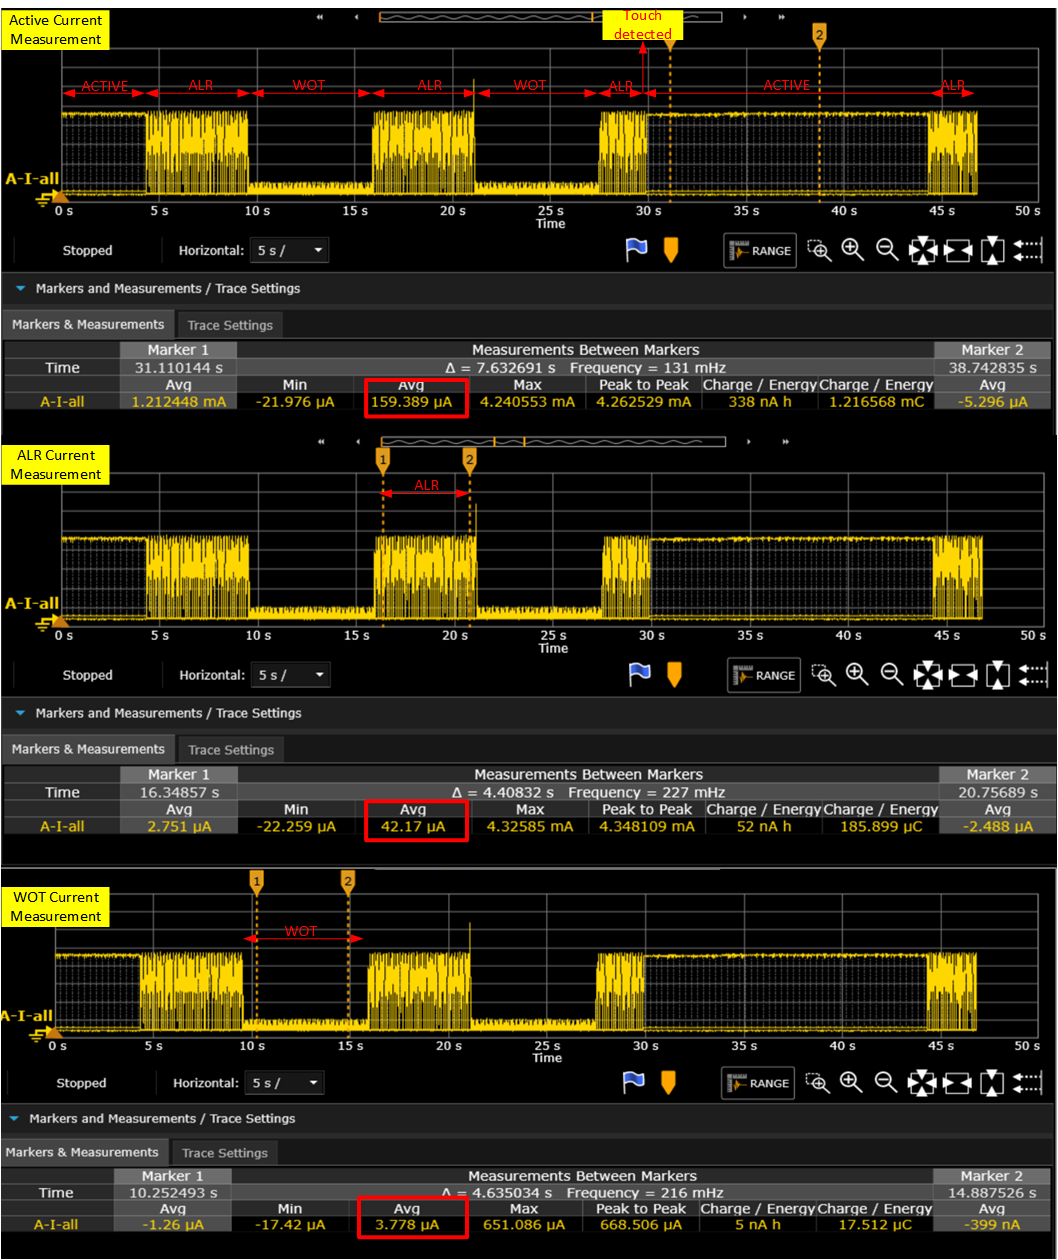 Active Current
Measurement
Touch
detected
2
ACTIVE ALR WOT ALR WOT ALR ACTIVE ALR
A-I-all
0 s 5 s 10 s 15 s 20 s 25 s 30 s 35 s 40 s 45 s 50 s
Time
Stopped Horizontal: 5 s / RANGE
Markers and Measurements / Trace Settings
Markers & Measurements Trace Settings
Marker 1 Measurements Between Markers Marker 2
Time 31.110144 s Δ = 7.632691 s Frequency = 131 mHz 38.742835 s
Avg Min Avg Max Peak to Peak Charge / Energy Charge / Energy Avg
A-I-all 1.212448 mA -21.976 µA 159.389 µA 4.240553 mA 4.262529 mA 338 nA h 1.216568 mC -5.296 µA
ALR Current
Measurement
1 2
ALR
A-I-all
0 s 5 s 10 s 15 s 20 s 25 s 30 s 35 s 40 s 45 s 50 s
Time
Stopped Horizontal: 5 s / RANGE
Markers and Measurements / Trace Settings
Markers & Measurements Trace Settings
Marker 1 Measurements Between Markers Marker 2
Time 16.34857 s Δ = 4.40832 s Frequency = 227 mHz 20.75689 s
Avg Min Avg Max Peak to Peak Charge / Energy Charge / Energy Avg
A-I-all 2.751 µA -22.259 µA 42.17 µA 4.32585 mA 4.348109 mA 52 nA h 185.899 µC -2.488 µA
WOT Current
Measurement
1 2
WOT
A-I-all
0 s 5 s 10 s 15 s 20 s 25 s 30 s 35 s 40 s 45 s 50 s
Time
Stopped Horizontal: 5 s / RANGE
Markers and Measurements / Trace Settings
Markers & Measurements Trace Settings
Marker 1 Measurements Between Markers Marker 2
Time 10.252493 s Δ = 4.635034 s Frequency = 216 mHz 14.887526 s
Avg Min Avg Max Peak to Peak Charge / Energy Charge / Energy Avg
A-I-all -1.26 µA -17.42 µA 3.778 µA 651.086 µA 668.506 µA 5 nA h 17.512 µC -399 nA